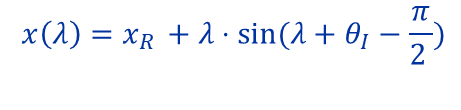 x(λ) = x_R + λ · sin(λ + θ_I − π/2)